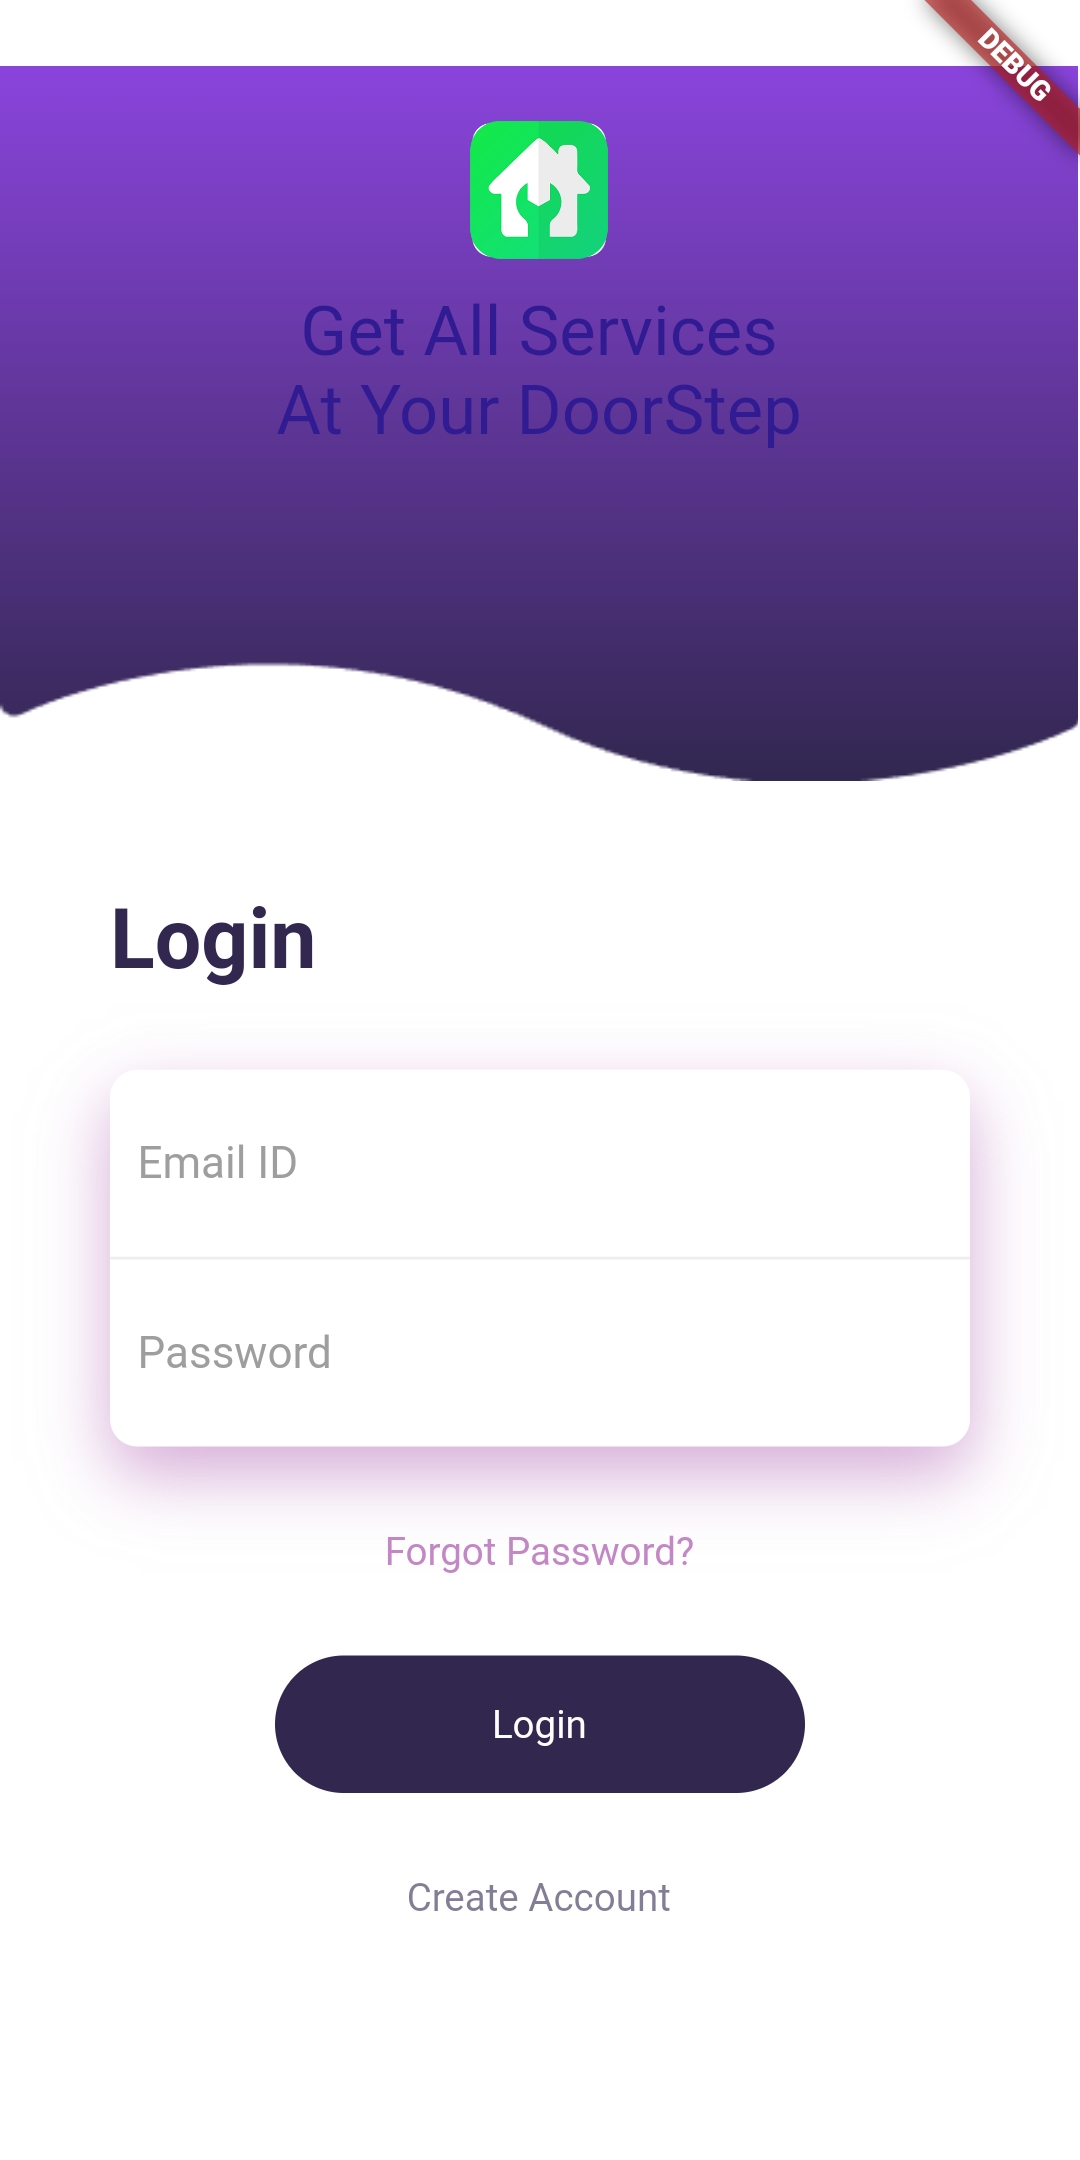 DEBUG
Get All Services
At Your DoorStep
Login
Email ID
Password
Forgot Password?
Login
Create Account